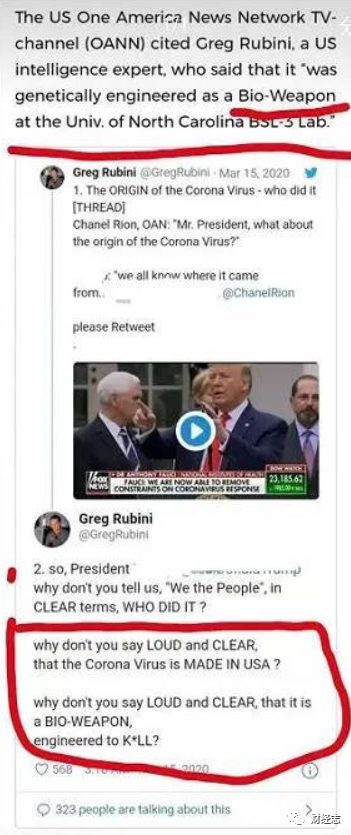 The US One America News Network TV-
channel (OANN) cited Greg Rubini, a US
intelligence expert, who said that it “was
genetically engineered as a Bio-Weapon
at the Univ. of North Carolina BSL-3 Lab.”
Greg Rubini @GregRubini · Mar 15, 2020
1. The ORIGIN of the Corona Virus - who did it
[THREAD]
Chanel Rion, OAN: "Mr. President, what about
the origin of the Corona Virus?"
: "we all know where it came
from.. @ChanelRion
please Retweet
.
FOX
NEWS
DR ANTHONY FAUCI NATIONAL INSTITUTES OF HEALTH
FAUCI: WE ARE NOW ABLE TO REMOVE
CONSTRAINTS ON CORONAVIRUS RESPONSE
DOW WATCH
23,185.62
Greg Rubini
@GregRubini
2. so, President
why don't you tell us, "We the People", in
CLEAR terms, WHO DID IT ?
why don't you say LOUD and CLEAR,
that the Corona Virus is MADE IN USA ?
why don't you say LOUD and CLEAR, that it is
a BIO-WEAPON,
engineered to K*LL?
568 2020
323 people are talking about this
财经志